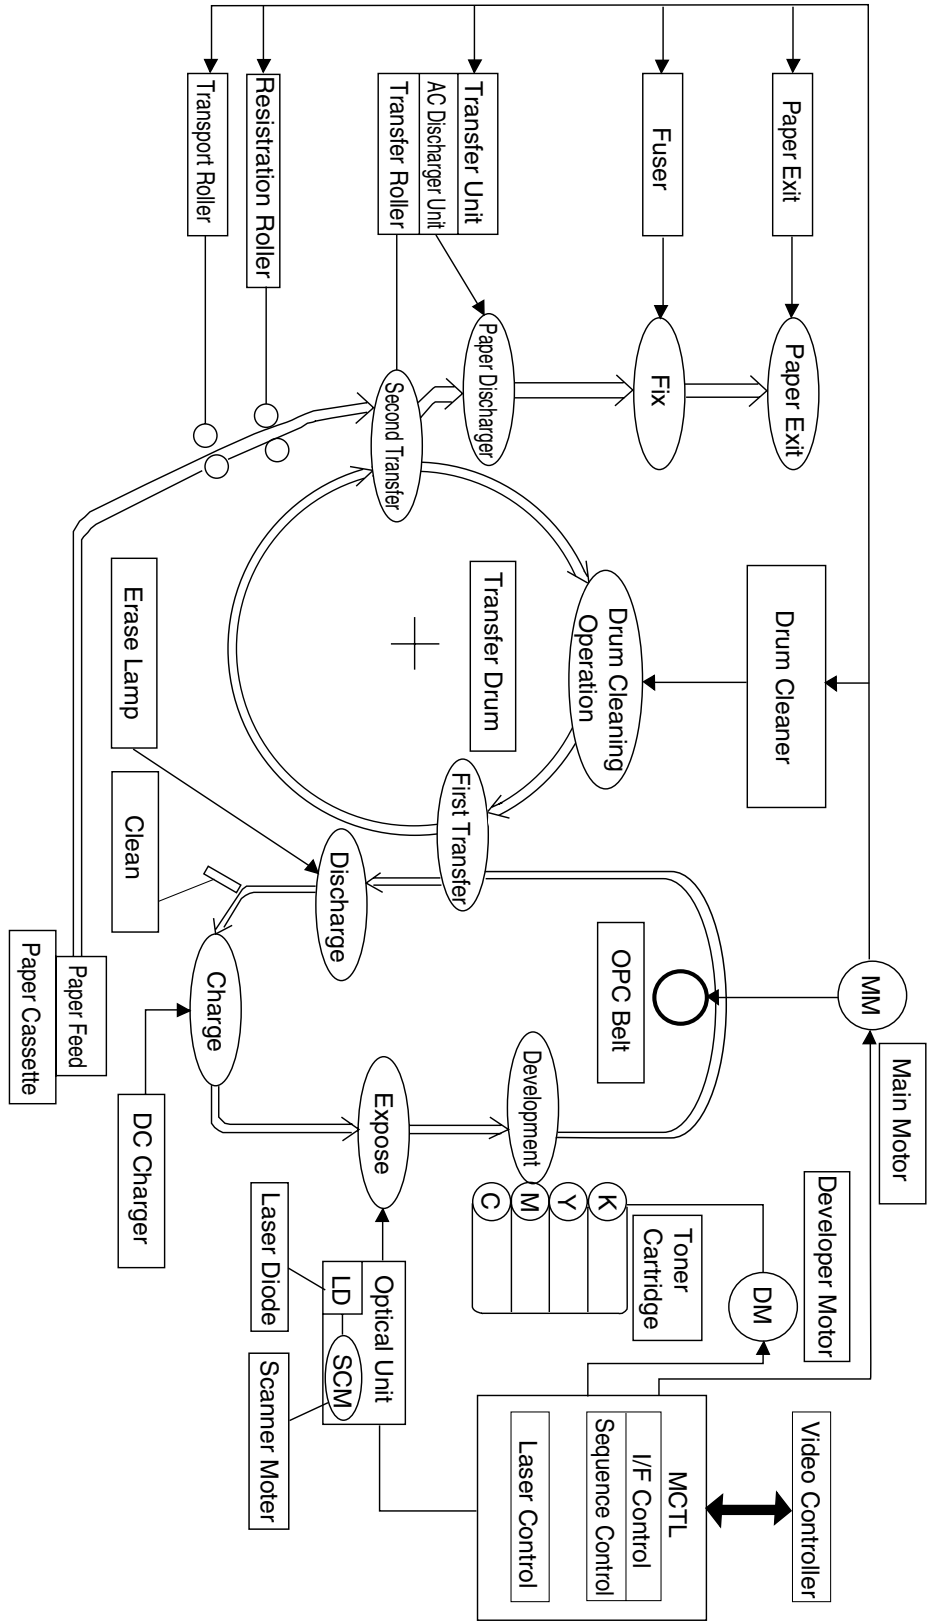 Paper Exit
Paper Exit
Fuser
Fix
Transfer Unit
AC Discharger Unit
Transfer Roller
Paper Discharger
Second Transfer
Resistration Roller
Transport Roller
Drum Cleaner
Drum Cleaning
Operation
Transfer Drum
First Transfer
Erase Lamp
Clean
Discharge
Charge
DC Charger
Paper Feed
Paper Cassette
MM
Main Motor
OPC Belt
Development
Expose
K
Y
M
C
Toner
Cartridge
DM
Developer Motor
Optical Unit
LD
SCM
Laser Diode
Scanner Moter
Video Controller
MCTL
I/F Control
Sequence Control
Laser Control